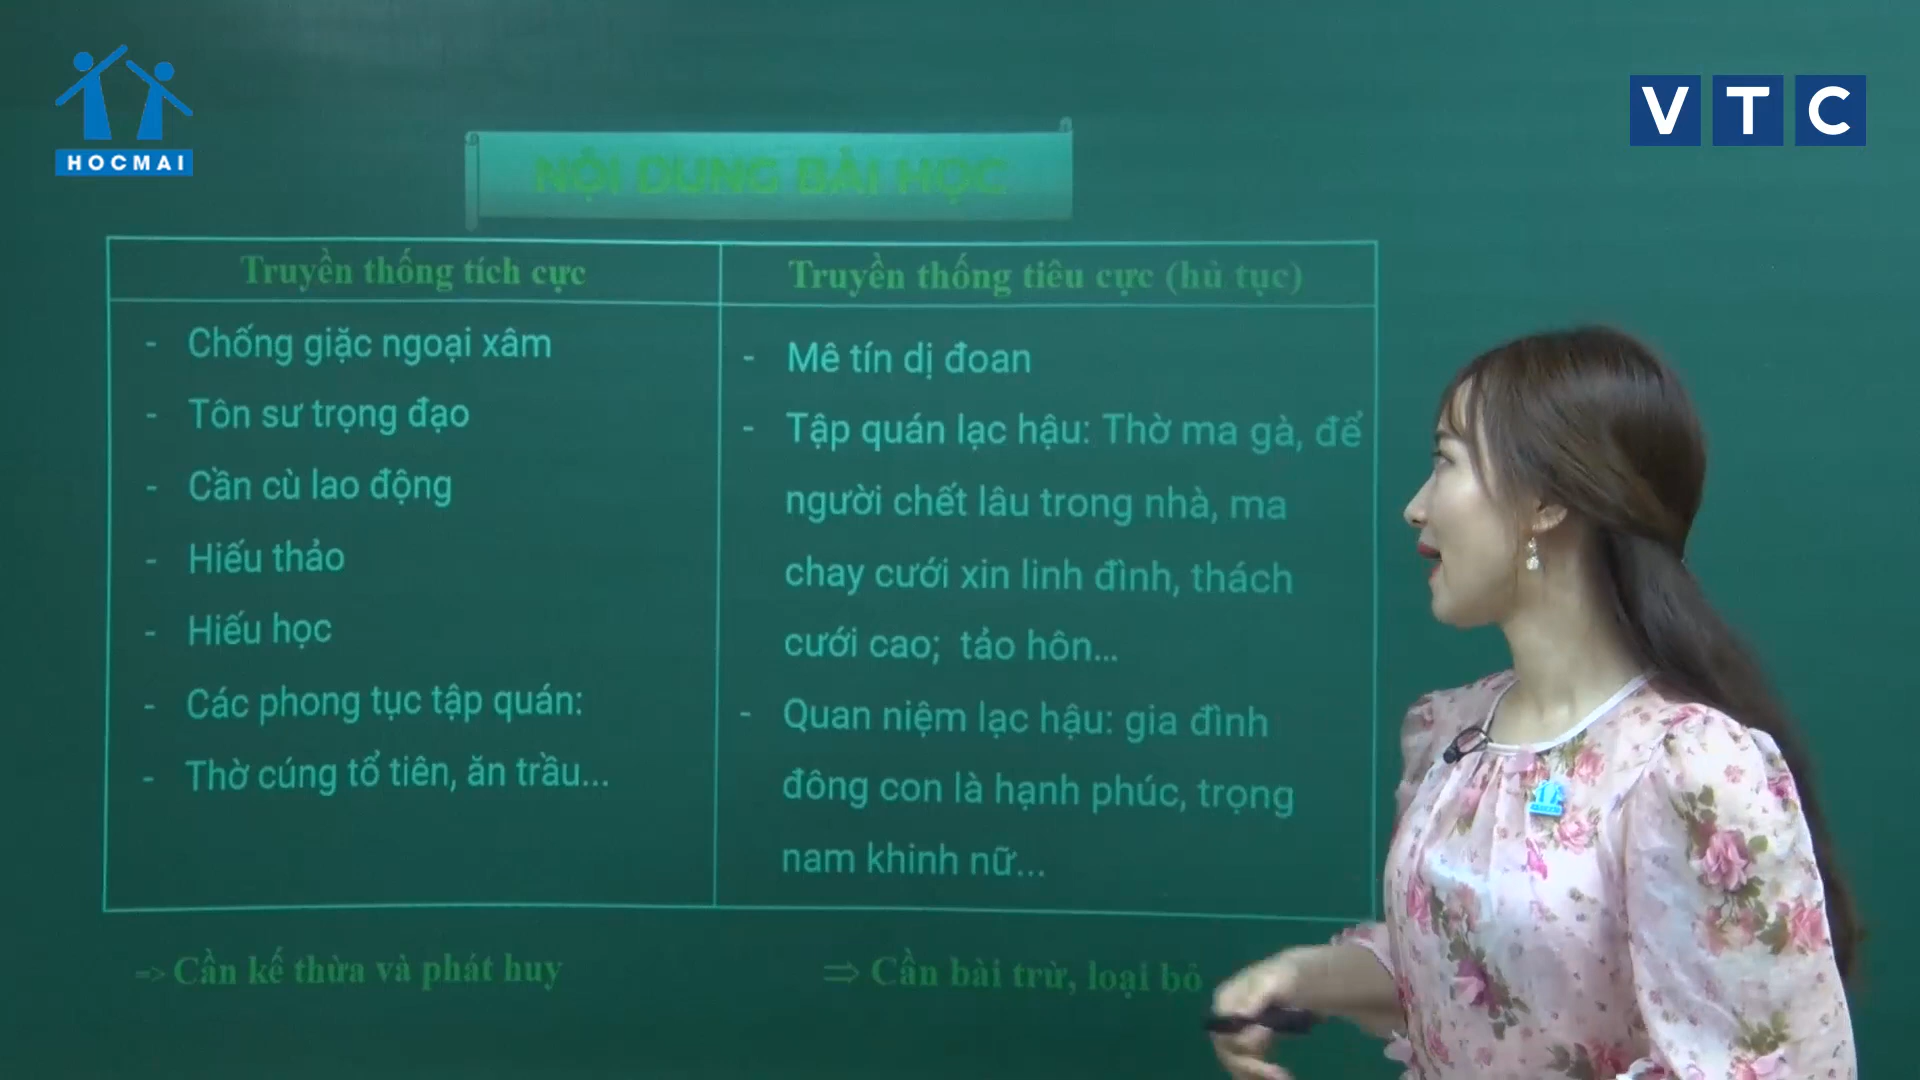 HOCMAI
VTC
NỘI DUNG BÀI HỌC
Truyền thống tích cực
- Chống giặc ngoại xâm
- Tôn sư trọng đạo
- Cần cù lao động
- Hiếu thảo
- Hiếu học
- Các phong tục tập quán:
- Thờ cúng tổ tiên, ăn trầu...
=> Cần kế thừa và phát huy
Truyền thống tiêu cực (hủ tục)
- Mê tín dị đoan
- Tập quán lạc hậu: Thờ ma gà, để
người chết lâu trong nhà, ma
chay cưới xin linh đình, thách
cưới cao; tảo hôn...
- Quan niệm lạc hậu: gia đình
đông con là hạnh phúc, trọng
nam khinh nữ...
⇒ Cần bài trừ, loại bỏ